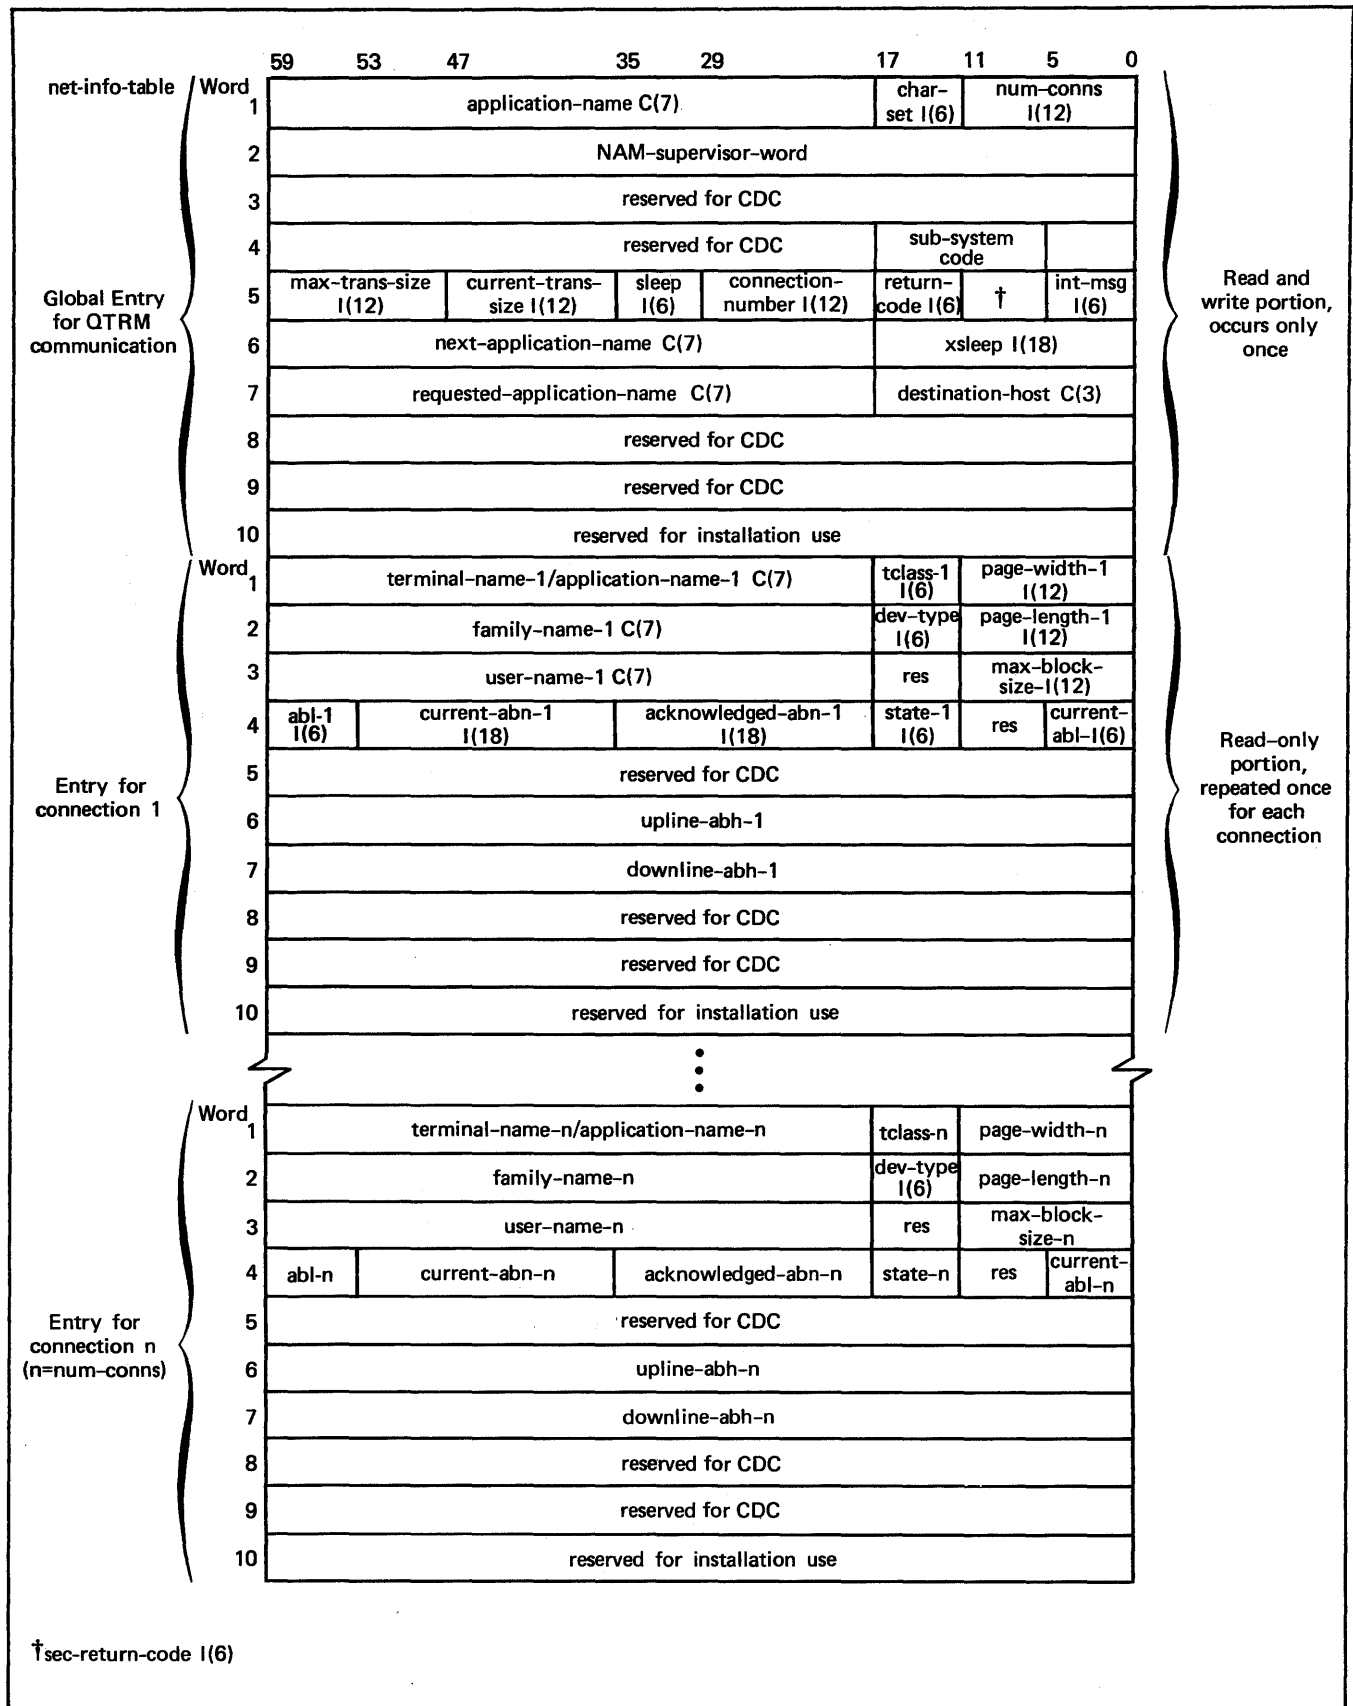 59 53 47 35 29 17 11 5 0
net-info-table
Word
1 application-name C(7) char-set I(6) num-conns I(12)
2 NAM-supervisor-word
3 reserved for CDC
4 reserved for CDC sub-system code
5 max-trans-size I(12) current-trans-size I(12) sleep I(6) connection-number I(12) return-code I(6) † int-msg I(6)
6 next-application-name C(7) xsleep I(18)
7 requested-application-name C(7) destination-host C(3)
8 reserved for CDC
9 reserved for CDC
10 reserved for installation use
Global Entry
for QTRM
communication
Read and
write portion,
occurs only
once
Word
1 terminal-name-1/application-name-1 C(7) tclass-1 I(6) page-width-1 I(12)
2 family-name-1 C(7) dev-type I(6) page-length-1 I(12)
3 user-name-1 C(7) res max-block-size-I(12)
4 abl-1 I(6) current-abn-1 I(18) acknowledged-abn-1 I(18) state-1 I(6) res current-abl-I(6)
5 reserved for CDC
6 upline-abh-1
7 downline-abh-1
8 reserved for CDC
9 reserved for CDC
10 reserved for installation use
Entry for
connection 1
Read-only
portion,
repeated once
for each
connection
Word
1 terminal-name-n/application-name-n tclass-n page-width-n
2 family-name-n dev-type I(6) page-length-n
3 user-name-n res max-block-size-n
4 abl-n current-abn-n acknowledged-abn-n state-n res current-abl-n
5 reserved for CDC
6 upline-abh-n
7 downline-abh-n
8 reserved for CDC
9 reserved for CDC
10 reserved for installation use
Entry for
connection n
(n=num-conns)
†sec-return-code I(6)